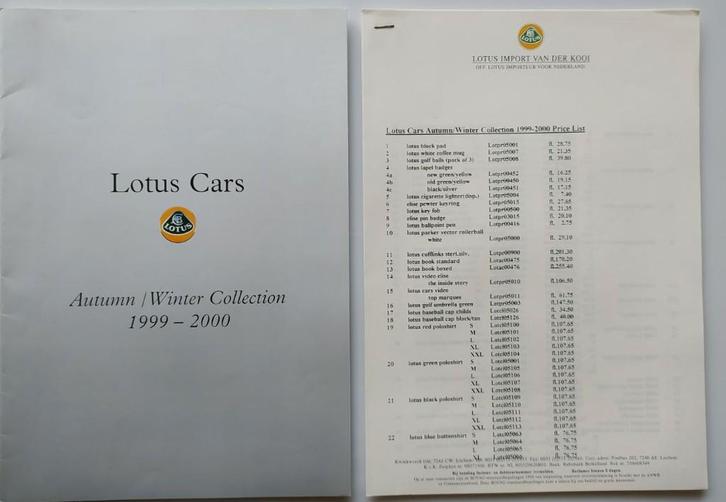 Lotus Cars
LOTUS
Autumn / Winter Collection
1999 – 2000
LOTUS
LOTUS IMPORT VAN DER KOOI
OFF. LOTUS IMPORTEUR VOOR NEDERLAND
Lotus Cars Autumn/Winter Collection 1999-2000 Price List
1 lotus black pad Lotpr05001 fl. 28.75
2 lotus white coffee mug Lotpr05007 fl. 21.35
3 lotus golf balls (pack of 3) Lotpr05008 fl. 39.80
4 lotus lapel badges
4a new green/yellow Lotpr00452 fl. 16.25
4b old green/yellow Lotpr00450 fl. 19.15
4c black/silver Lotpr00451 fl. 17.15
5 lotus cigarette lighter(disp.) Lotpr05004 fl. 7.40
6 elise pewter keyring Lotpr05015 fl. 27.65
7 lotus key fob Lotpr00500 fl. 21.35
8 elise pin badge Lotpr03015 fl. 20.10
9 lotus ballpoint pen Lotpr00416 fl. 2.75
10 lotus parker vector rollerball
white Lotpr05000 fl. 29.10
11 lotus cufflinks sterl.silv. Lotpr00900 fl.201.30
12 lotus book standard Lotac00475 fl.170.20
13 lotus book boxed Lotac00476 fl.255.40
14 lotus video elise
the inside story Lotpr05010 fl.106.50
15 lotus cars video
top marques Lotpr05011 fl. 61.75
16 lotus golf umbrella green Lotpr05003 fl.147.50
17 lotus baseball cap childs Lotcl05026 fl. 34.50
18 lotus baseball cap black/tan Lotcl05126 fl. 40.00
19 lotus red poloshirt S Lotcl05100 fl.107.65
M Lotcl05101 fl.107.65
L Lotcl05102 fl.107.65
XL Lotcl05103 fl.107.65
XXL Lotcl05104 fl.107.65
20 lotus green poloshirt S Lotcl05001 fl.107.65
M Lotcl05105 fl.107.65
L Lotcl05106 fl.107.65
XL Lotcl05107 fl.107.65
XXL Lotcl05108 fl.107.65
21 lotus black poloshirt S Lotcl05109 fl.107.65
M Lotcl05110 fl.107.65
L Lotcl05111 fl.107.65
XL Lotcl05112 fl.107.65
XXL Lotcl05113 fl.107.65
22 lotus blue buttonshirt S Lotcl05063 fl. 76.75
M Lotcl05064 fl. 76.75
L Lotcl05065 fl. 76.75
XL fl. 76.75